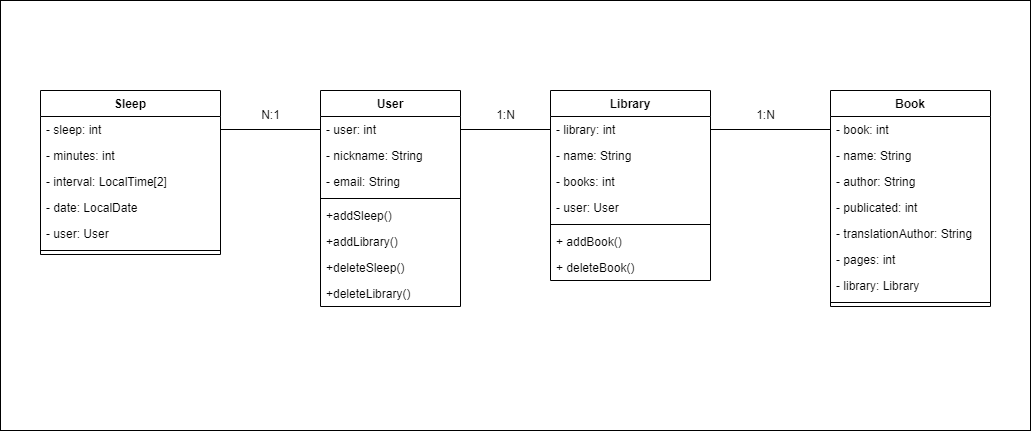 Sleep
- sleep: int
- minutes: int
- interval: LocalTime[2]
- date: LocalDate
- user: User
N:1
User
- user: int
- nickname: String
- email: String
+addSleep()
+addLibrary()
+deleteSleep()
+deleteLibrary()
1:N
Library
- library: int
- name: String
- books: int
- user: User
+ addBook()
+ deleteBook()
1:N
Book
- book: int
- name: String
- author: String
- publicated: int
- translationAuthor: String
- pages: int
- library: Library